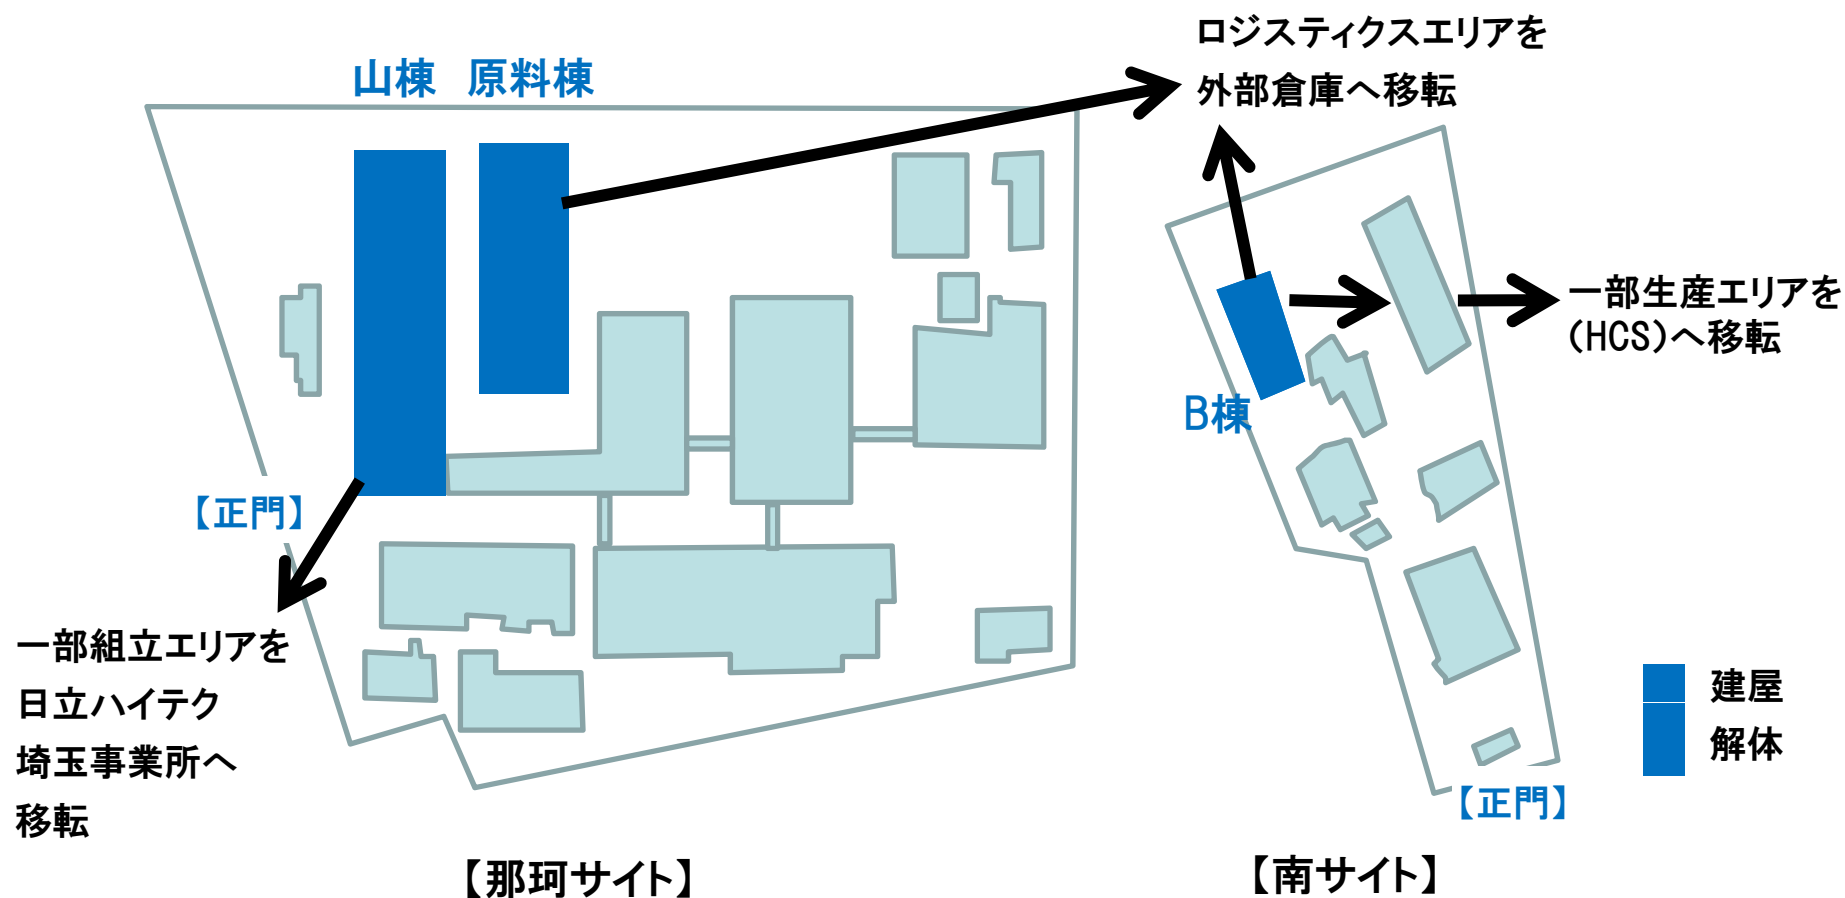 ロジスティクスエリアを
外部倉庫へ移転
山棟 原料棟
一部生産エリアを
(HCS)へ移転
B棟
【正門】
一部組立エリアを
日立ハイテク
埼玉事業所へ
移転
建屋
解体
【正門】
【那珂サイト】
【南サイト】